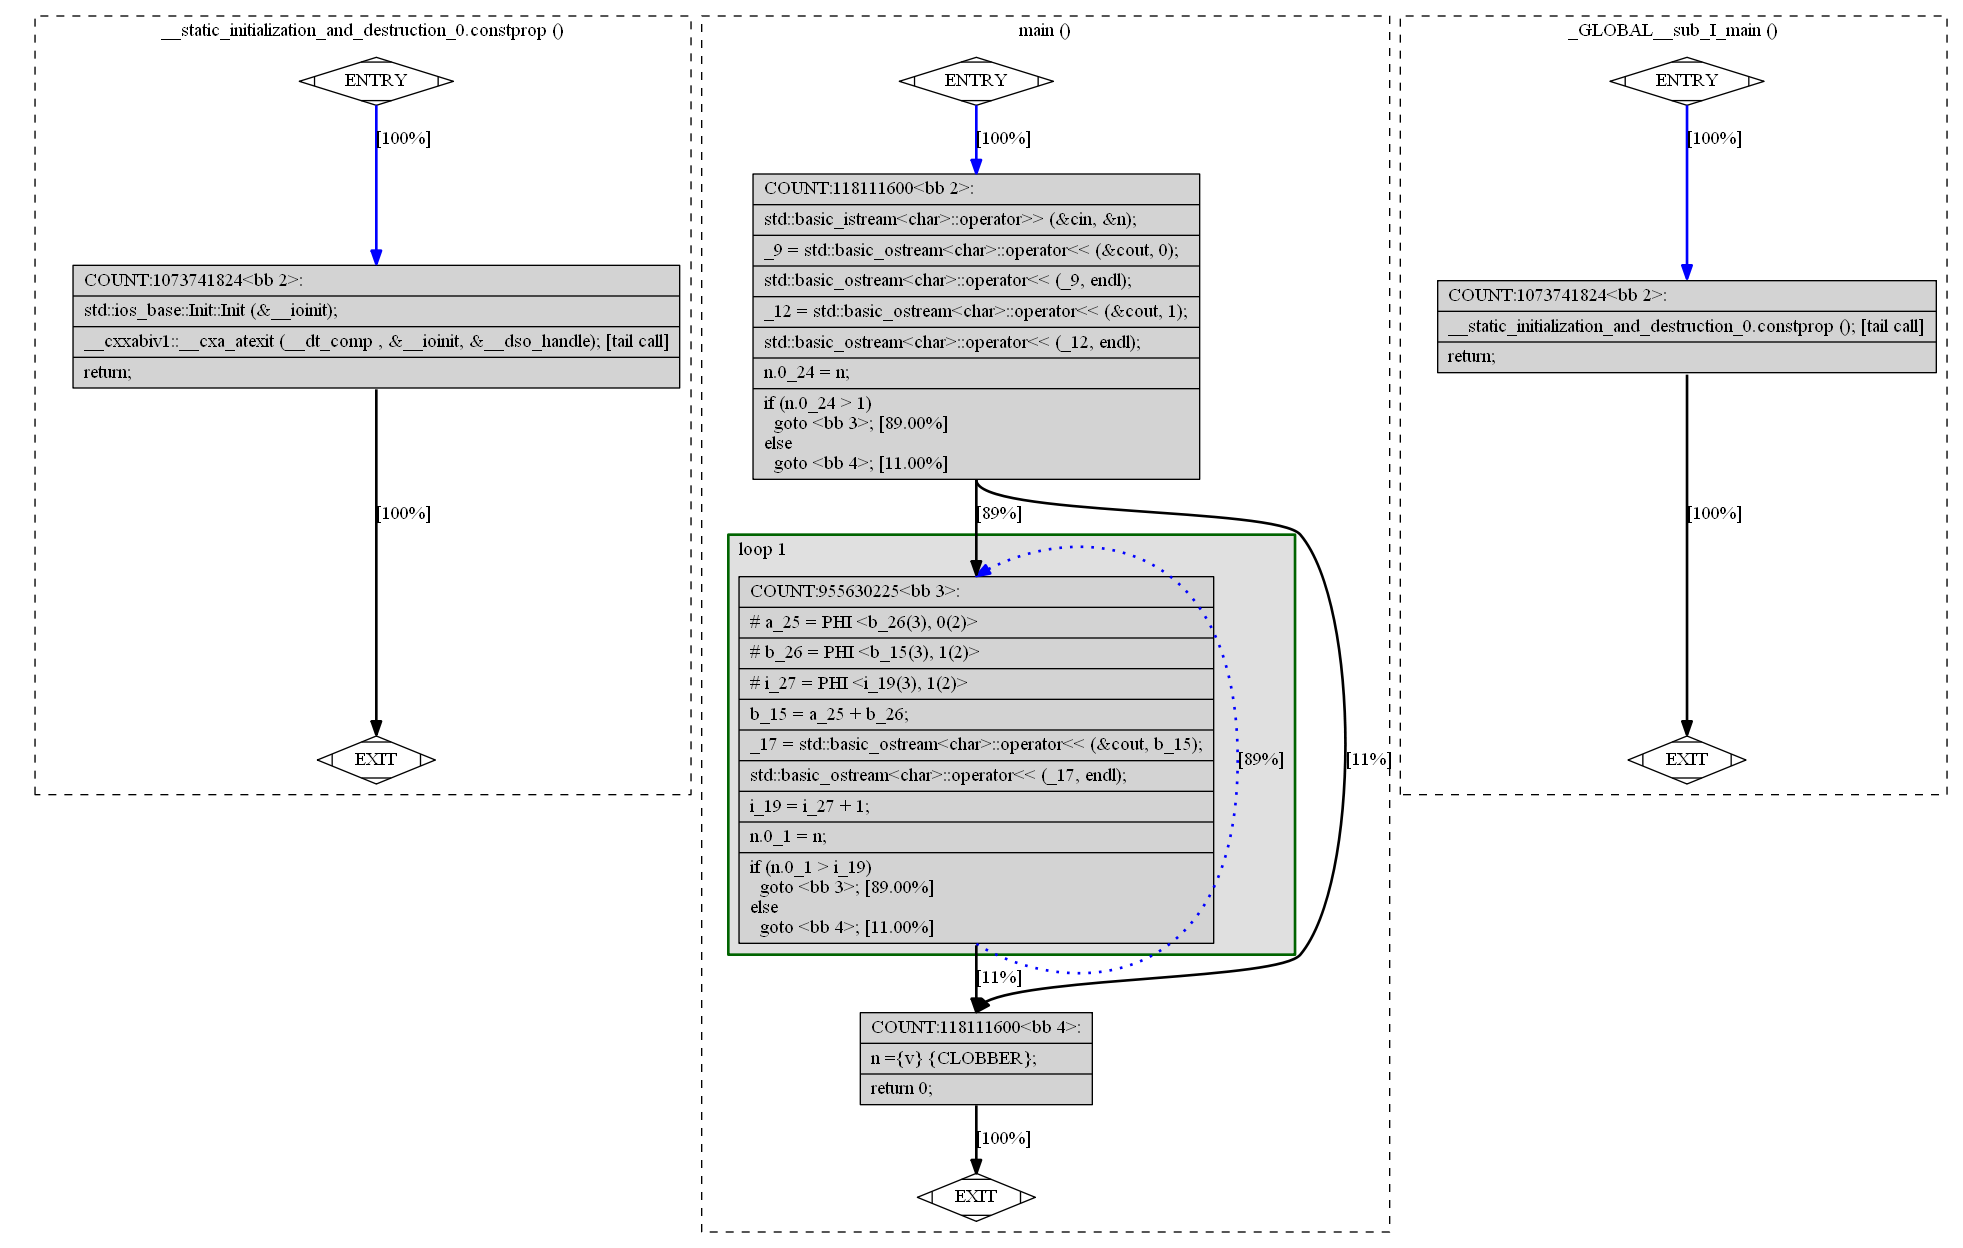 __static_initialization_and_destruction_0.constprop ()
ENTRY
[100%]
COUNT:1073741824<bb 2>:
std::ios_base::Init::Init (&__ioinit);
__cxxabiv1::__cxa_atexit (__dt_comp , &__ioinit, &__dso_handle); [tail call]
return;
[100%]
EXIT
main ()
ENTRY
[100%]
COUNT:118111600<bb 2>:
std::basic_istream<char>::operator>> (&cin, &n);
_9 = std::basic_ostream<char>::operator<< (&cout, 0);
std::basic_ostream<char>::operator<< (_9, endl);
_12 = std::basic_ostream<char>::operator<< (&cout, 1);
std::basic_ostream<char>::operator<< (_12, endl);
n.0_24 = n;
if (n.0_24 > 1)
goto <bb 3>; [89.00%]
else
goto <bb 4>; [11.00%]
[89%]
loop 1
COUNT:955630225<bb 3>:
# a_25 = PHI <b_26(3), 0(2)>
# b_26 = PHI <b_15(3), 1(2)>
# i_27 = PHI <i_19(3), 1(2)>
b_15 = a_25 + b_26;
_17 = std::basic_ostream<char>::operator<< (&cout, b_15);
std::basic_ostream<char>::operator<< (_17, endl);
i_19 = i_27 + 1;
n.0_1 = n;
if (n.0_1 > i_19)
goto <bb 3>; [89.00%]
else
goto <bb 4>; [11.00%]
[89%]
[11%]
[11%]
COUNT:118111600<bb 4>:
n ={v} {CLOBBER};
return 0;
[100%]
EXIT
_GLOBAL__sub_I_main ()
ENTRY
[100%]
COUNT:1073741824<bb 2>:
__static_initialization_and_destruction_0.constprop (); [tail call]
return;
[100%]
EXIT